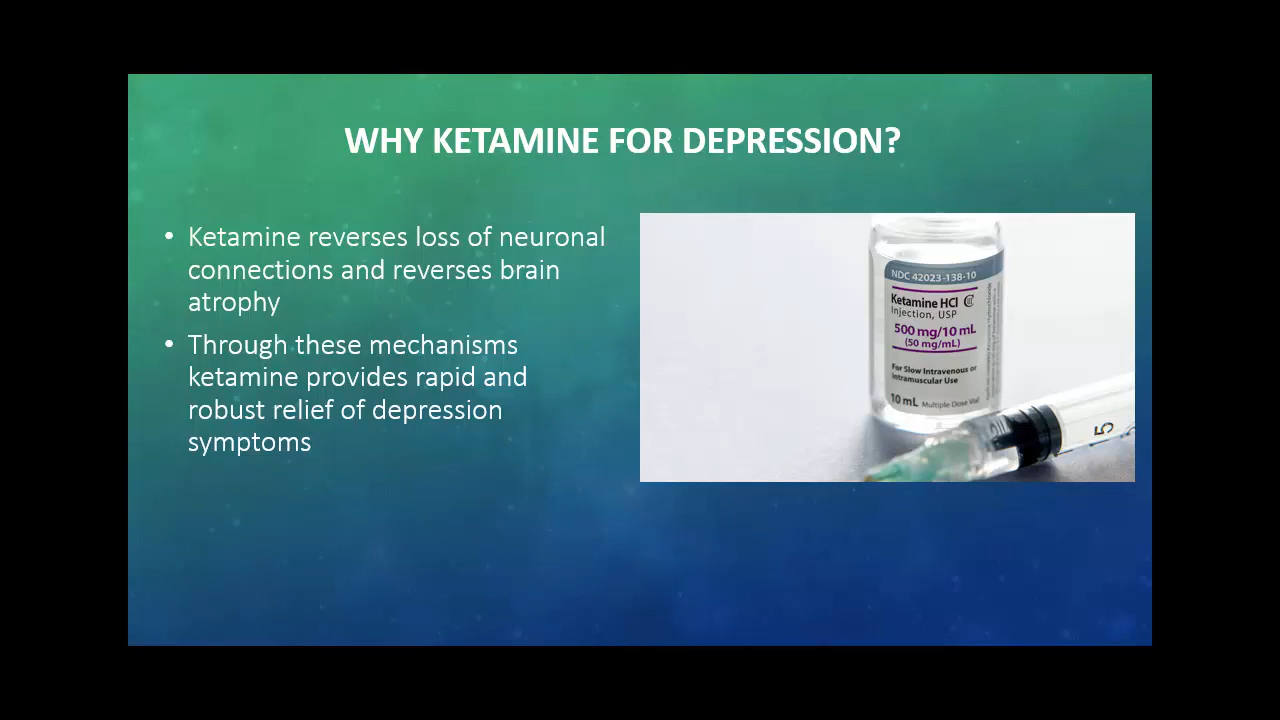 WHY KETAMINE FOR DEPRESSION?
• Ketamine reverses loss of neuronal
connections and reverses brain
atrophy
• Through these mechanisms
ketamine provides rapid and
robust relief of depression
symptoms
NDC 42023-138-10
Ketamine HCl CIII
Injection, USP
500 mg/10 mL
(50 mg/mL)
For Slow Intravenous or
Intramuscular Use
10 mL Multiple Dose Vial
5